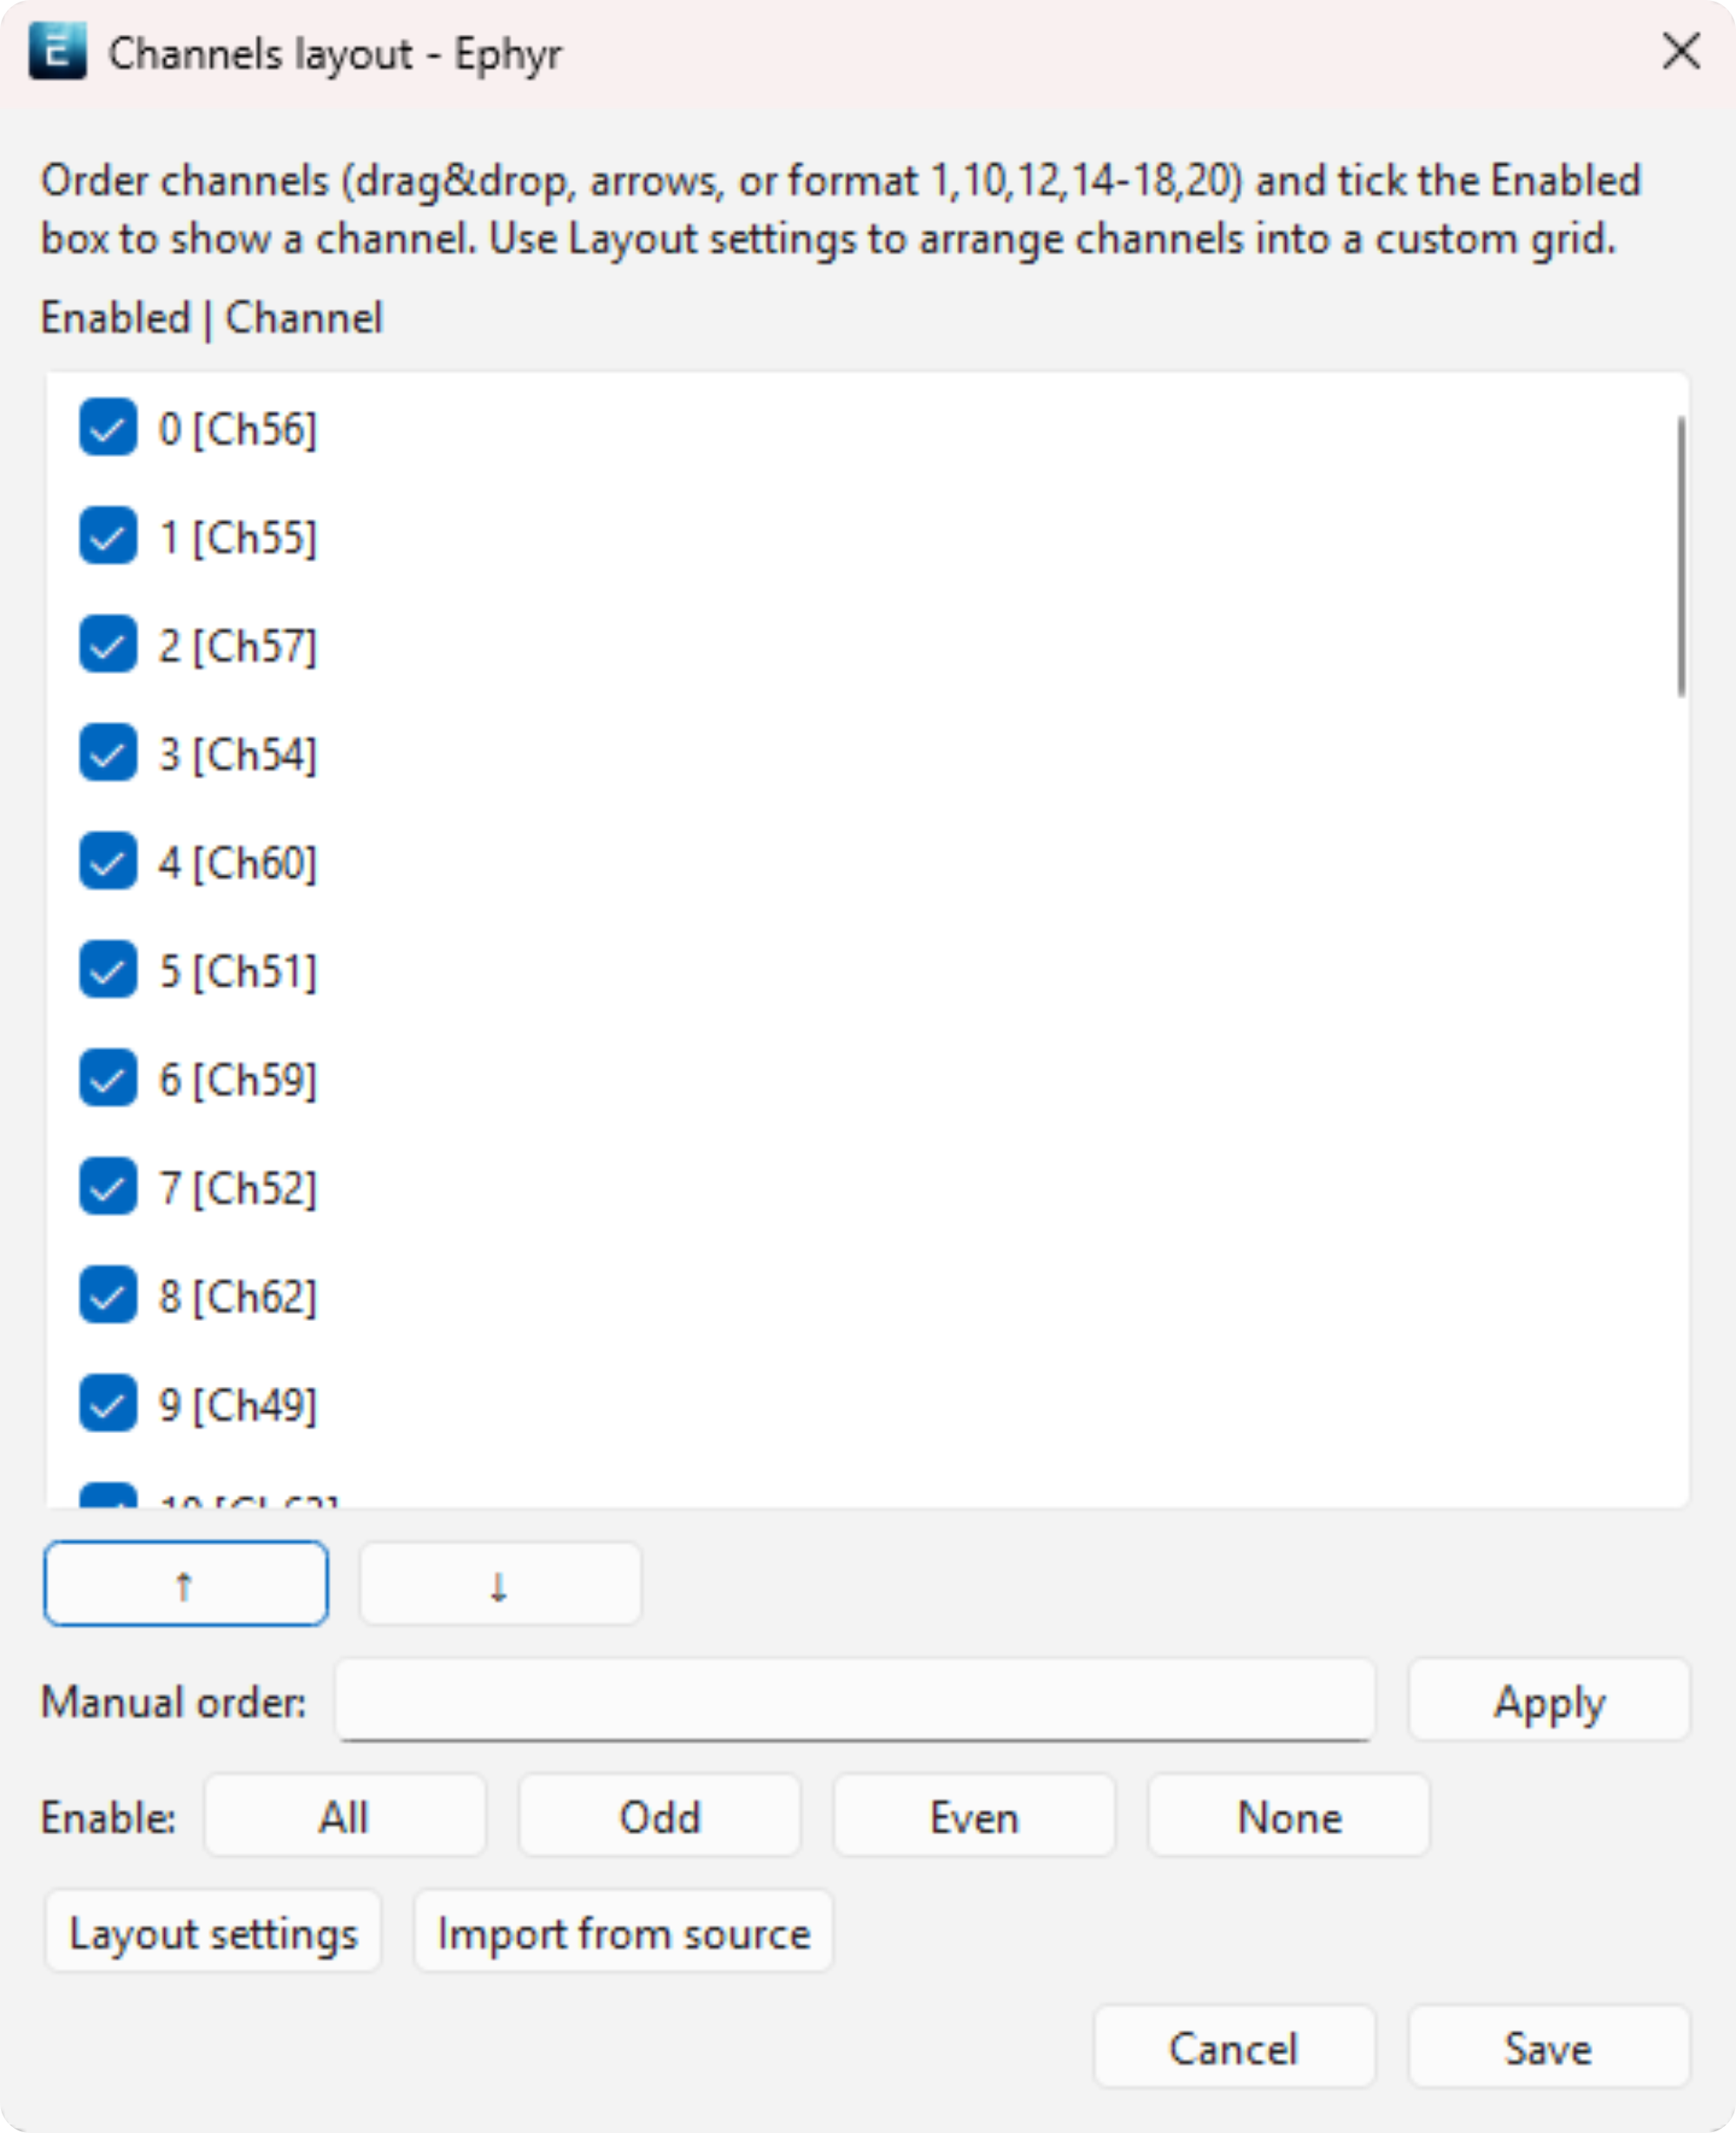 Channels layout - Ephyr
Order channels (drag&drop, arrows, or format 1,10,12,14-18,20) and tick the Enabled
box to show a channel. Use Layout settings to arrange channels into a custom grid.
Enabled | Channel
0 [Ch56]
1 [Ch55]
2 [Ch57]
3 [Ch54]
4 [Ch60]
5 [Ch51]
6 [Ch59]
7 [Ch52]
8 [Ch62]
9 [Ch49]
↑ ↓
Manual order: Apply
Enable: All Odd Even None
Layout settings Import from source
Cancel Save